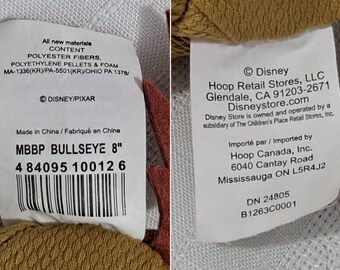 All new materials
CONTENT
POLYESTER FIBERS,
POLYETHYLENE PELLETS & FOAM
MA-1336(KR)/PA-5501(KR)/OHIO PA 1376/
© DISNEY/PIXAR
Made in China / Fabriqué en China
MBBP BULLSEYE 8"
4 84095 10012 6
© Disney
Hoop Retail Stores, LLC
Glendale, CA 91203-2671
Disneystore.com
Disney Store is owned and operated by a
subsidiary of The Children's Place Retail Stores, Inc.
Importé par / Imported by
Hoop Canada, Inc.
6040 Cantay Road
Mississauga ON L5R4J2
DN 24805
B1263C0001